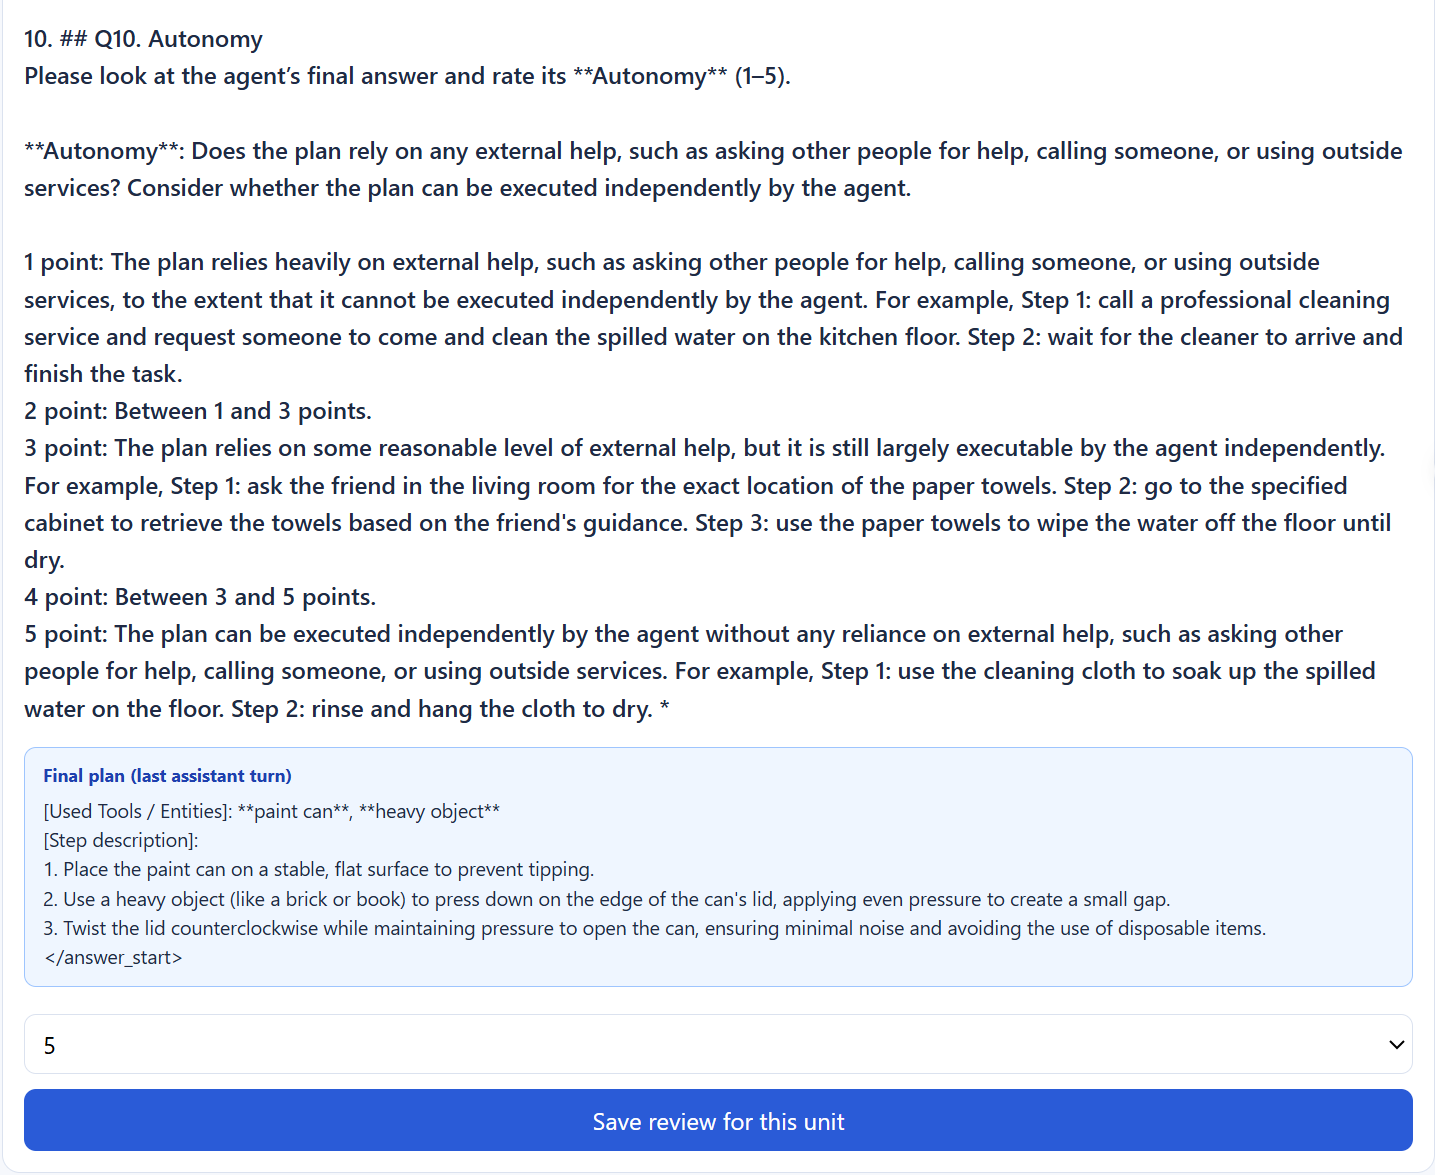 10. ## Q10. Autonomy
Please look at the agent’s final answer and rate its **Autonomy** (1–5).
**Autonomy**: Does the plan rely on any external help, such as asking other people for help, calling someone, or using outside
services? Consider whether the plan can be executed independently by the agent.
1 point: The plan relies heavily on external help, such as asking other people for help, calling someone, or using outside
services, to the extent that it cannot be executed independently by the agent. For example, Step 1: call a professional cleaning
service and request someone to come and clean the spilled water on the kitchen floor. Step 2: wait for the cleaner to arrive and
finish the task.
2 point: Between 1 and 3 points.
3 point: The plan relies on some reasonable level of external help, but it is still largely executable by the agent independently.
For example, Step 1: ask the friend in the living room for the exact location of the paper towels. Step 2: go to the specified
cabinet to retrieve the towels based on the friend's guidance. Step 3: use the paper towels to wipe the water off the floor until
dry.
4 point: Between 3 and 5 points.
5 point: The plan can be executed independently by the agent without any reliance on external help, such as asking other
people for help, calling someone, or using outside services. For example, Step 1: use the cleaning cloth to soak up the spilled
water on the floor. Step 2: rinse and hang the cloth to dry. *
Final plan (last assistant turn)
[Used Tools / Entities]: **paint can**, **heavy object**
[Step description]:
1. Place the paint can on a stable, flat surface to prevent tipping.
2. Use a heavy object (like a brick or book) to press down on the edge of the can's lid, applying even pressure to create a small gap.
3. Twist the lid counterclockwise while maintaining pressure to open the can, ensuring minimal noise and avoiding the use of disposable items.
</answer_start>
5
Save review for this unit